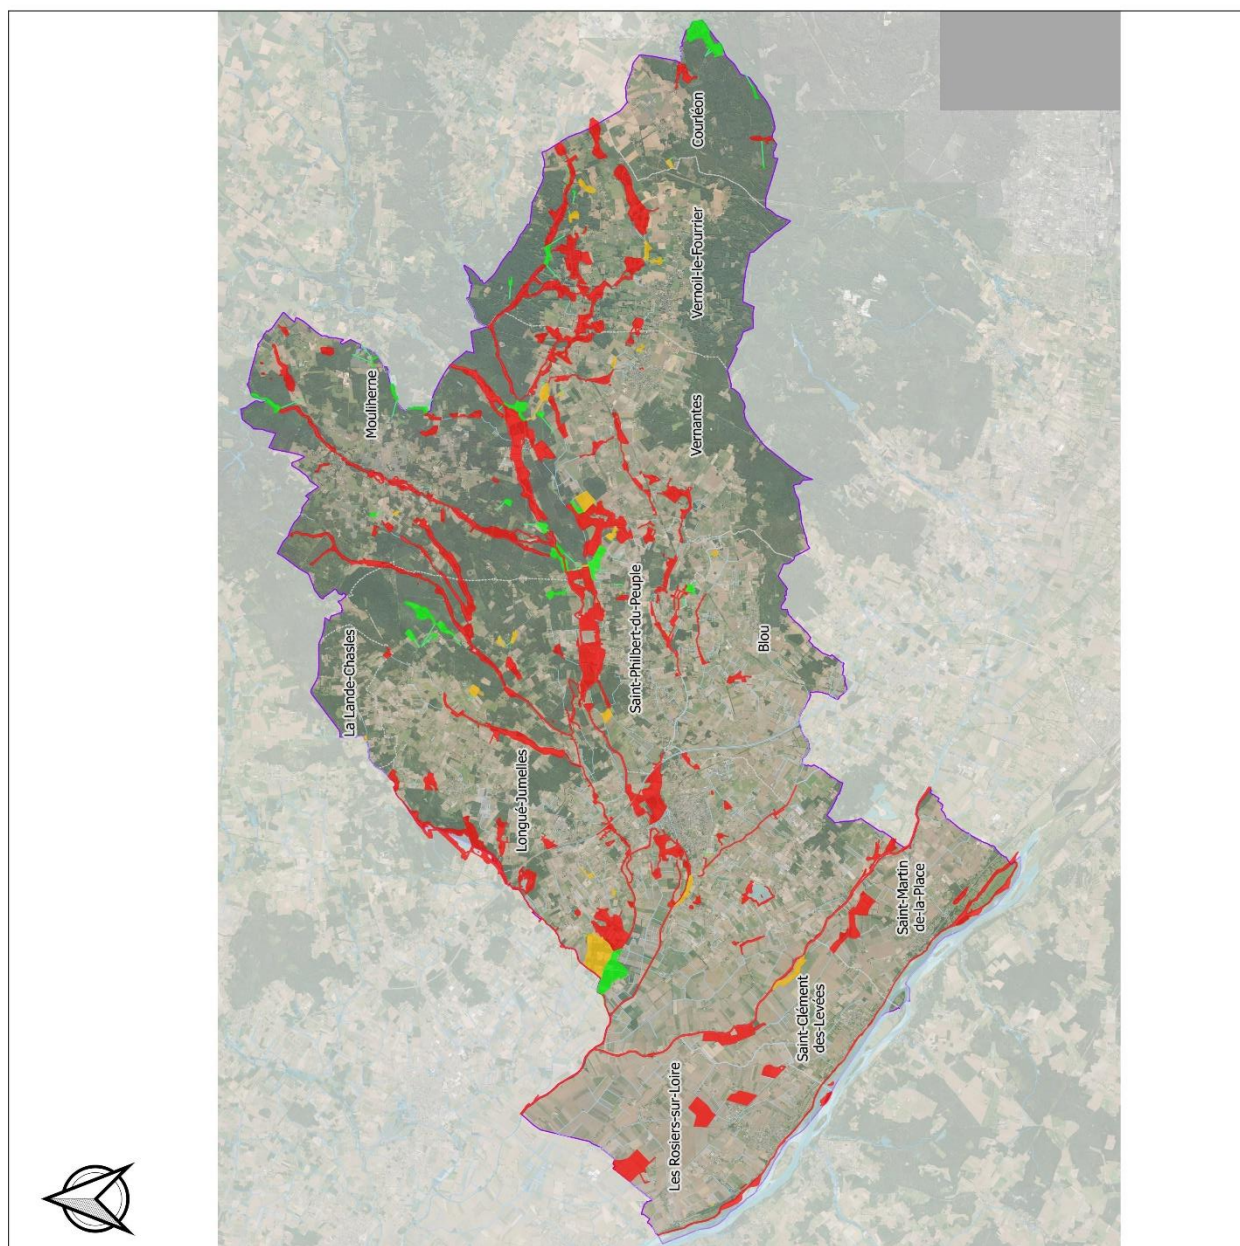 Courléon
Vernoil-le-Fourrier
Mouliherne
Vernantes
La Lande-Chasles
Saint-Philbert-du-Peuple
Blou
Longué-Jumelles
Saint-Martin
de-la-Place
Saint-Clément
des-Levées
Les Rosiers-sur-Loire